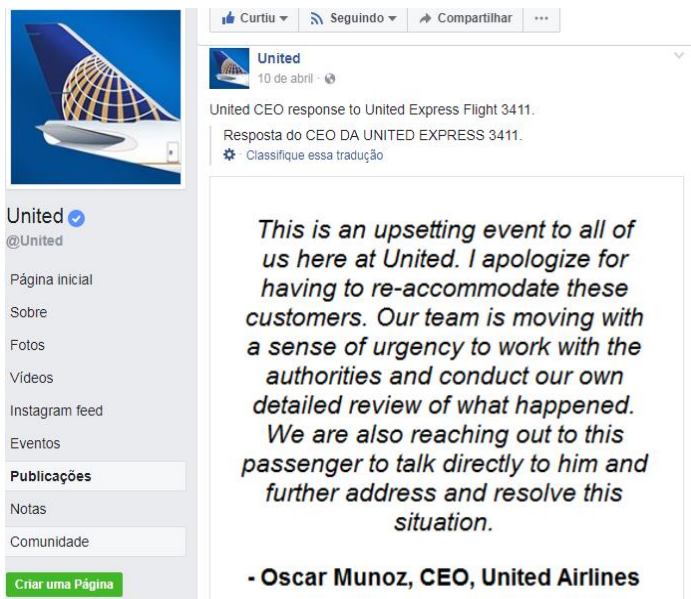 Curtiu
Seguindo
Compartilhar
United
10 de abril
United CEO response to United Express Flight 3411.
Resposta do CEO DA UNITED EXPRESS 3411.
Classifique essa tradução
This is an upsetting event to all of
us here at United. I apologize for
having to re-accommodate these
customers. Our team is moving with
a sense of urgency to work with the
authorities and conduct our own
detailed review of what happened.
We are also reaching out to this
passenger to talk directly to him and
further address and resolve this
situation.
- Oscar Munoz, CEO, United Airlines
United
@United
Página inicial
Sobre
Fotos
Vídeos
Instagram feed
Eventos
Publicações
Notas
Comunidade
Criar uma Página